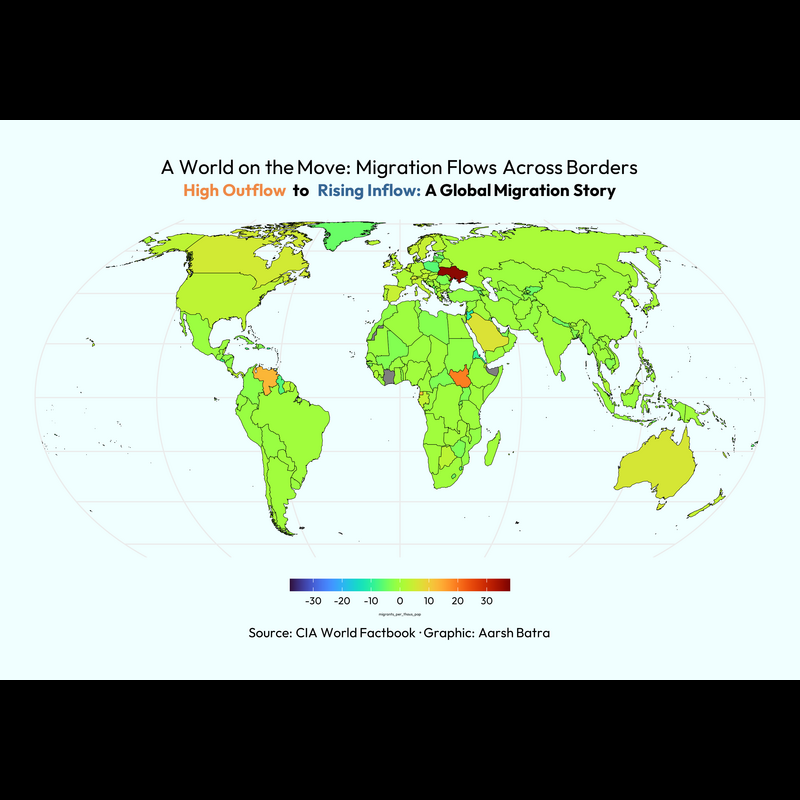 A World on the Move: Migration Flows Across Borders
High Outflow to Rising Inflow: A Global Migration Story
-30 -20 -10 0 10 20 30
migrants_per_thous_pop
Source: CIA World Factbook · Graphic: Aarsh Batra